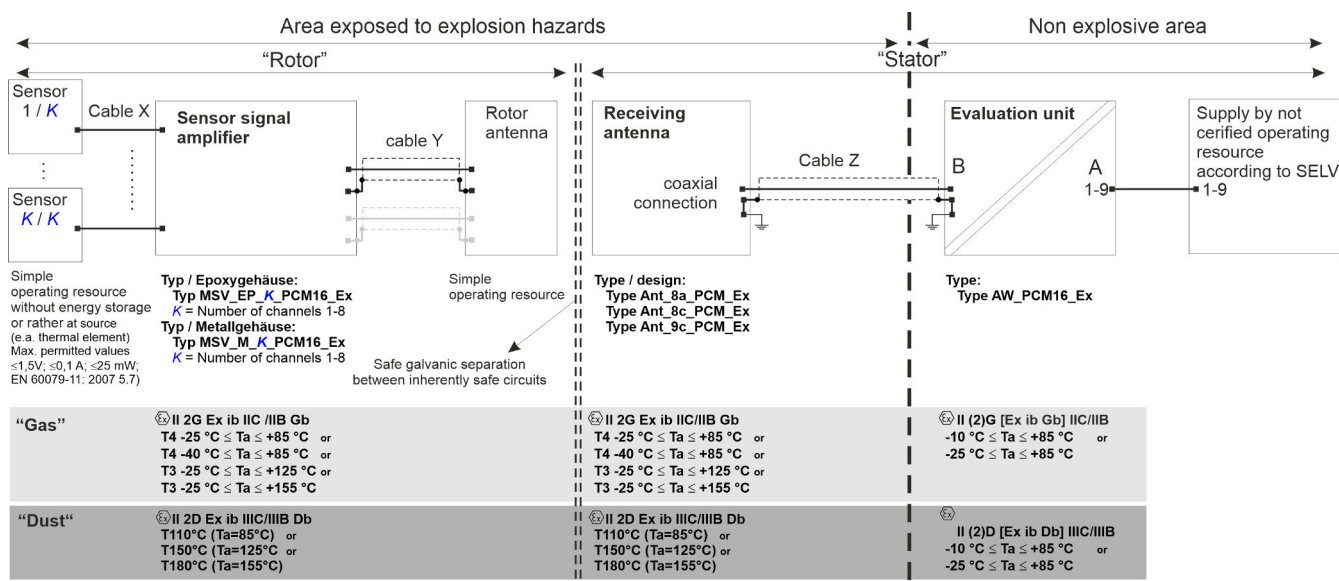 Area exposed to explosion hazards
Non explosive area
“Rotor”
“Stator”
Sensor
1 / K
Cable X
Sensor
K / K
Sensor signal
amplifier
cable Y
Rotor
antenna
Receiving
antenna
coaxial
connection
Cable Z
Evaluation unit
B
A
1-9
Supply by not
cerified operating
resource
according to SELV
1-9
Simple
operating resource
without energy storage
or rather at source
(e.a. thermal element)
Max. permitted values
≤1,5V; ≤0,1 A; ≤25 mW;
EN 60079-11: 2007 5.7)
Typ / Epoxygehäuse:
Typ MSV_EP_K_PCM16_Ex
K = Number of channels 1-8
Typ / Metallgehäuse:
Typ MSV_M_K_PCM16_Ex
K = Number of channels 1-8
Simple
operating resource
Safe galvanic separation
between inherently safe circuits
Type / design:
Type Ant_8a_PCM_Ex
Type Ant_8c_PCM_Ex
Type Ant_9c_PCM_Ex
Type:
Type AW_PCM16_Ex
“Gas”
Ex II 2G Ex ib IIC /IIB Gb
T4 -25 °C ≤ Ta ≤ +85 °C or
T4 -40 °C ≤ Ta ≤ +85 °C or
T3 -25 °C ≤ Ta ≤ +125 °C or
T3 -25 °C ≤ Ta ≤ +155 °C
Ex II 2G Ex ib IIC/IIB Gb
T4 -25 °C ≤ Ta ≤ +85 °C or
T4 -40 °C ≤ Ta ≤ +85 °C or
T3 -25 °C ≤ Ta ≤ +125 °C or
T3 -25 °C ≤ Ta ≤ +155 °C
Ex II (2)G [Ex ib Gb] IIC/IIB
-10 °C ≤ Ta ≤ +85 °C or
-25 °C ≤ Ta ≤ +85 °C
“Dust“
Ex II 2D Ex ib IIIC/IIIB Db
T110°C (Ta=85°C) or
T150°C (Ta=125°C) or
T180°C (Ta=155°C)
Ex II 2D Ex ib IIIC/IIIB Db
T110°C (Ta=85°C) or
T150°C (Ta=125°C) or
T180°C (Ta=155°C)
Ex
II (2)D [Ex ib Db] IIIC/IIIB
-10 °C ≤ Ta ≤ +85 °C or
-25 °C ≤ Ta ≤ +85 °C